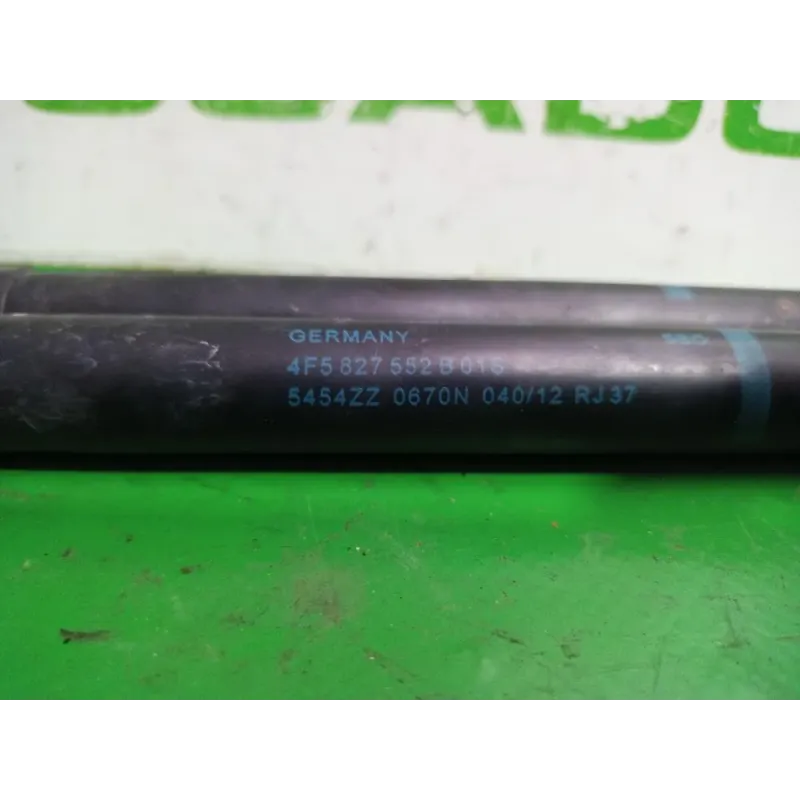 GERMANY
4F5 827 552 B 01S
5454ZZ 0670N 040/12 RJ37